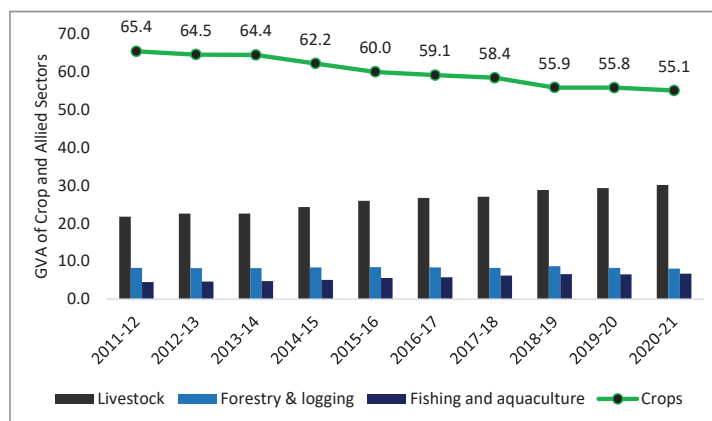 GVA of Crop and Allied Sectors
70.0
60.0
50.0
40.0
30.0
20.0
10.0
0.0
65.4 64.5 64.4 62.2 60.0 59.1 58.4 55.9 55.8 55.1
2011-12 2012-13 2013-14 2014-15 2015-16 2016-17 2017-18 2018-19 2019-20 2020-21
Livestock Forestry & logging Fishing and aquaculture Crops